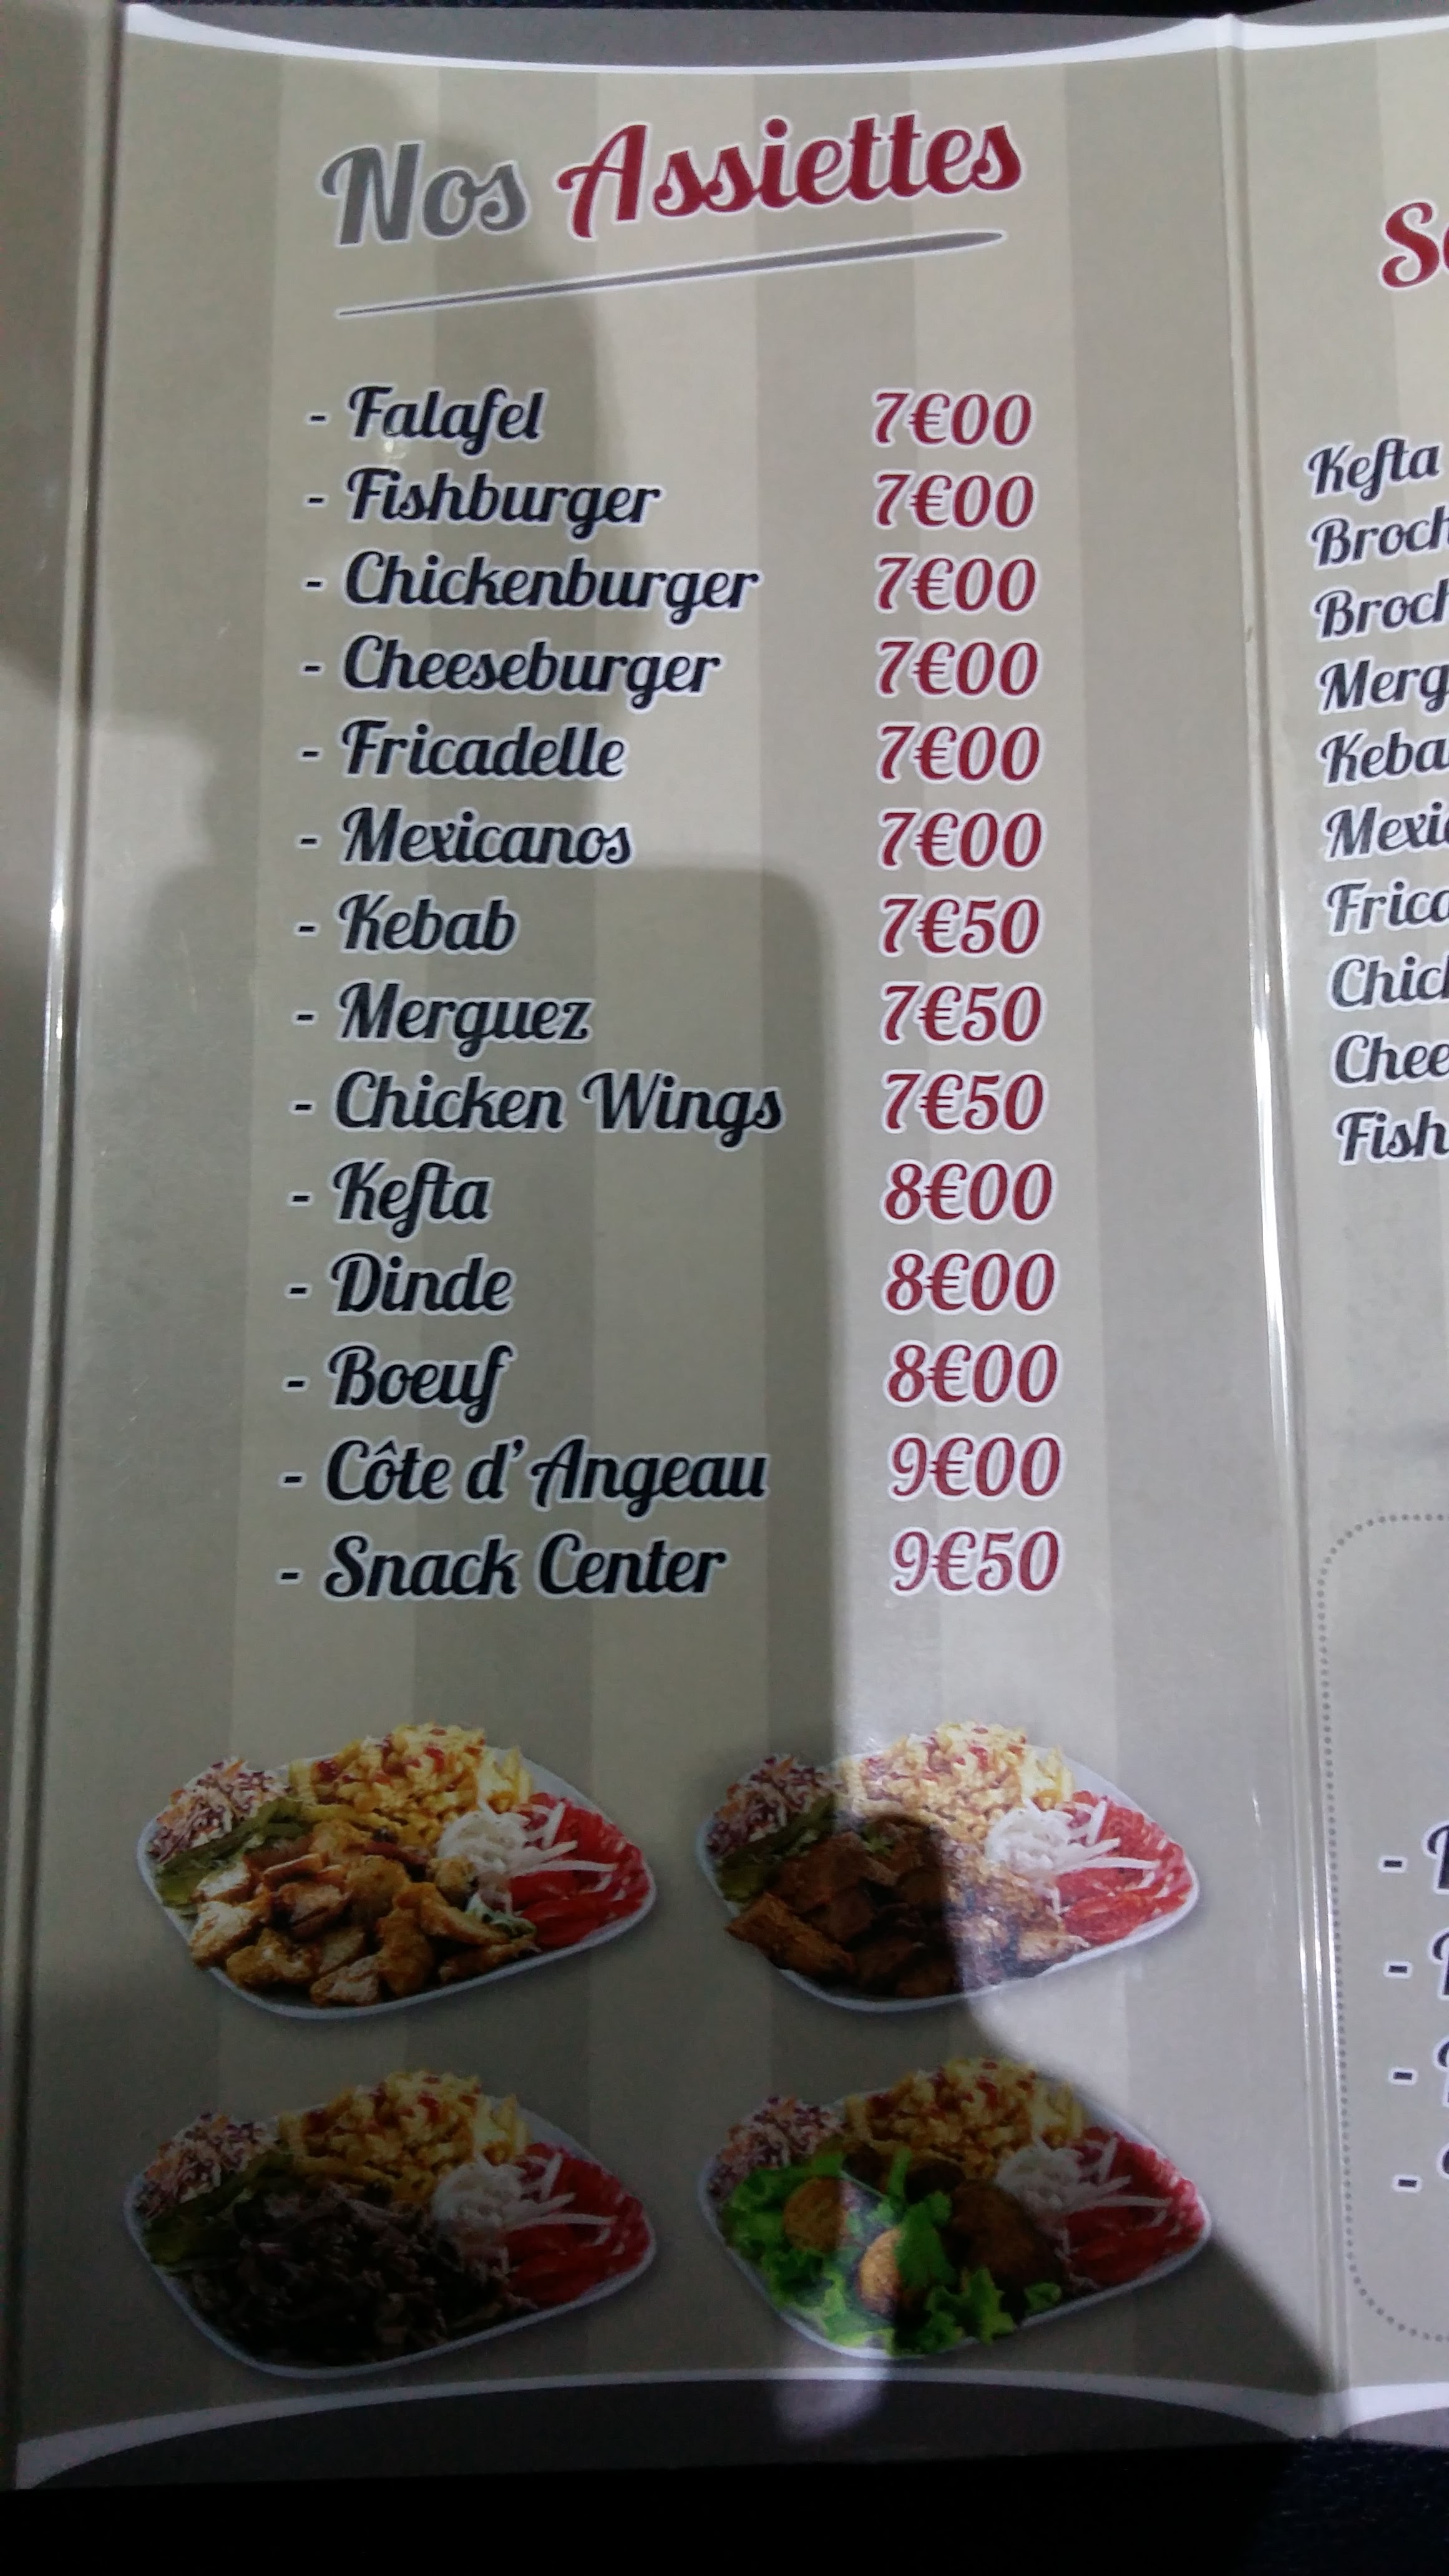 Nos Assiettes
- Falafel 7€00
- Fishburger 7€00
- Chickenburger 7€00
- Cheeseburger 7€00
- Fricadelle 7€00
- Mexicanos 7€00
- Kebab 7€50
- Merguez 7€50
- Chicken Wings 7€50
- Kefta 8€00
- Dinde 8€00
- Boeuf 8€00
- Côte d'Angeau 9€00
- Snack Center 9€50
Kefta